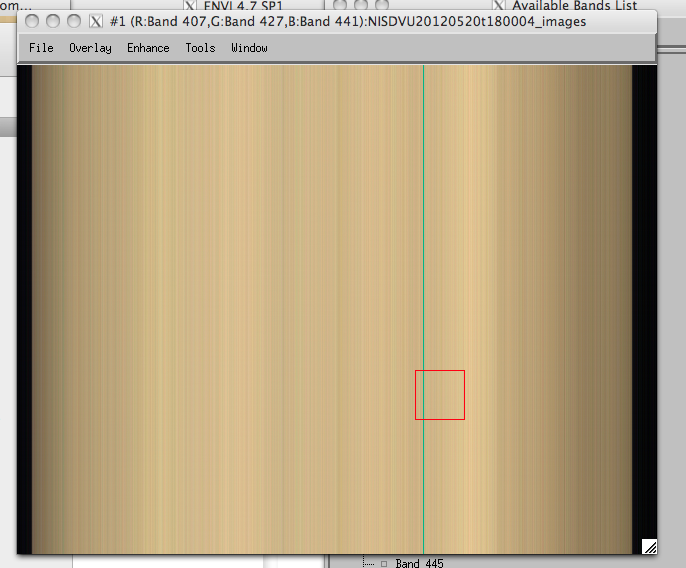 om...
ENVI 4.7 SP1
Available Bands List
#1 (R:Band 407,G:Band 427,B:Band 441):NISDVU20120520t180004_images
File Overlay Enhance Tools Window
Band 445